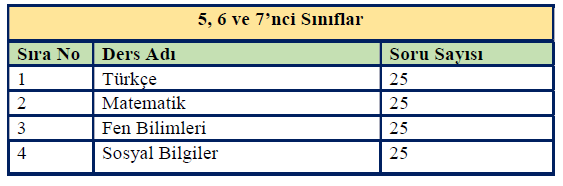 5, 6 ve 7’nci Sınıflar
Sıra No Ders Adı Soru Sayısı
1 Türkçe 25
2 Matematik 25
3 Fen Bilimleri 25
4 Sosyal Bilgiler 25